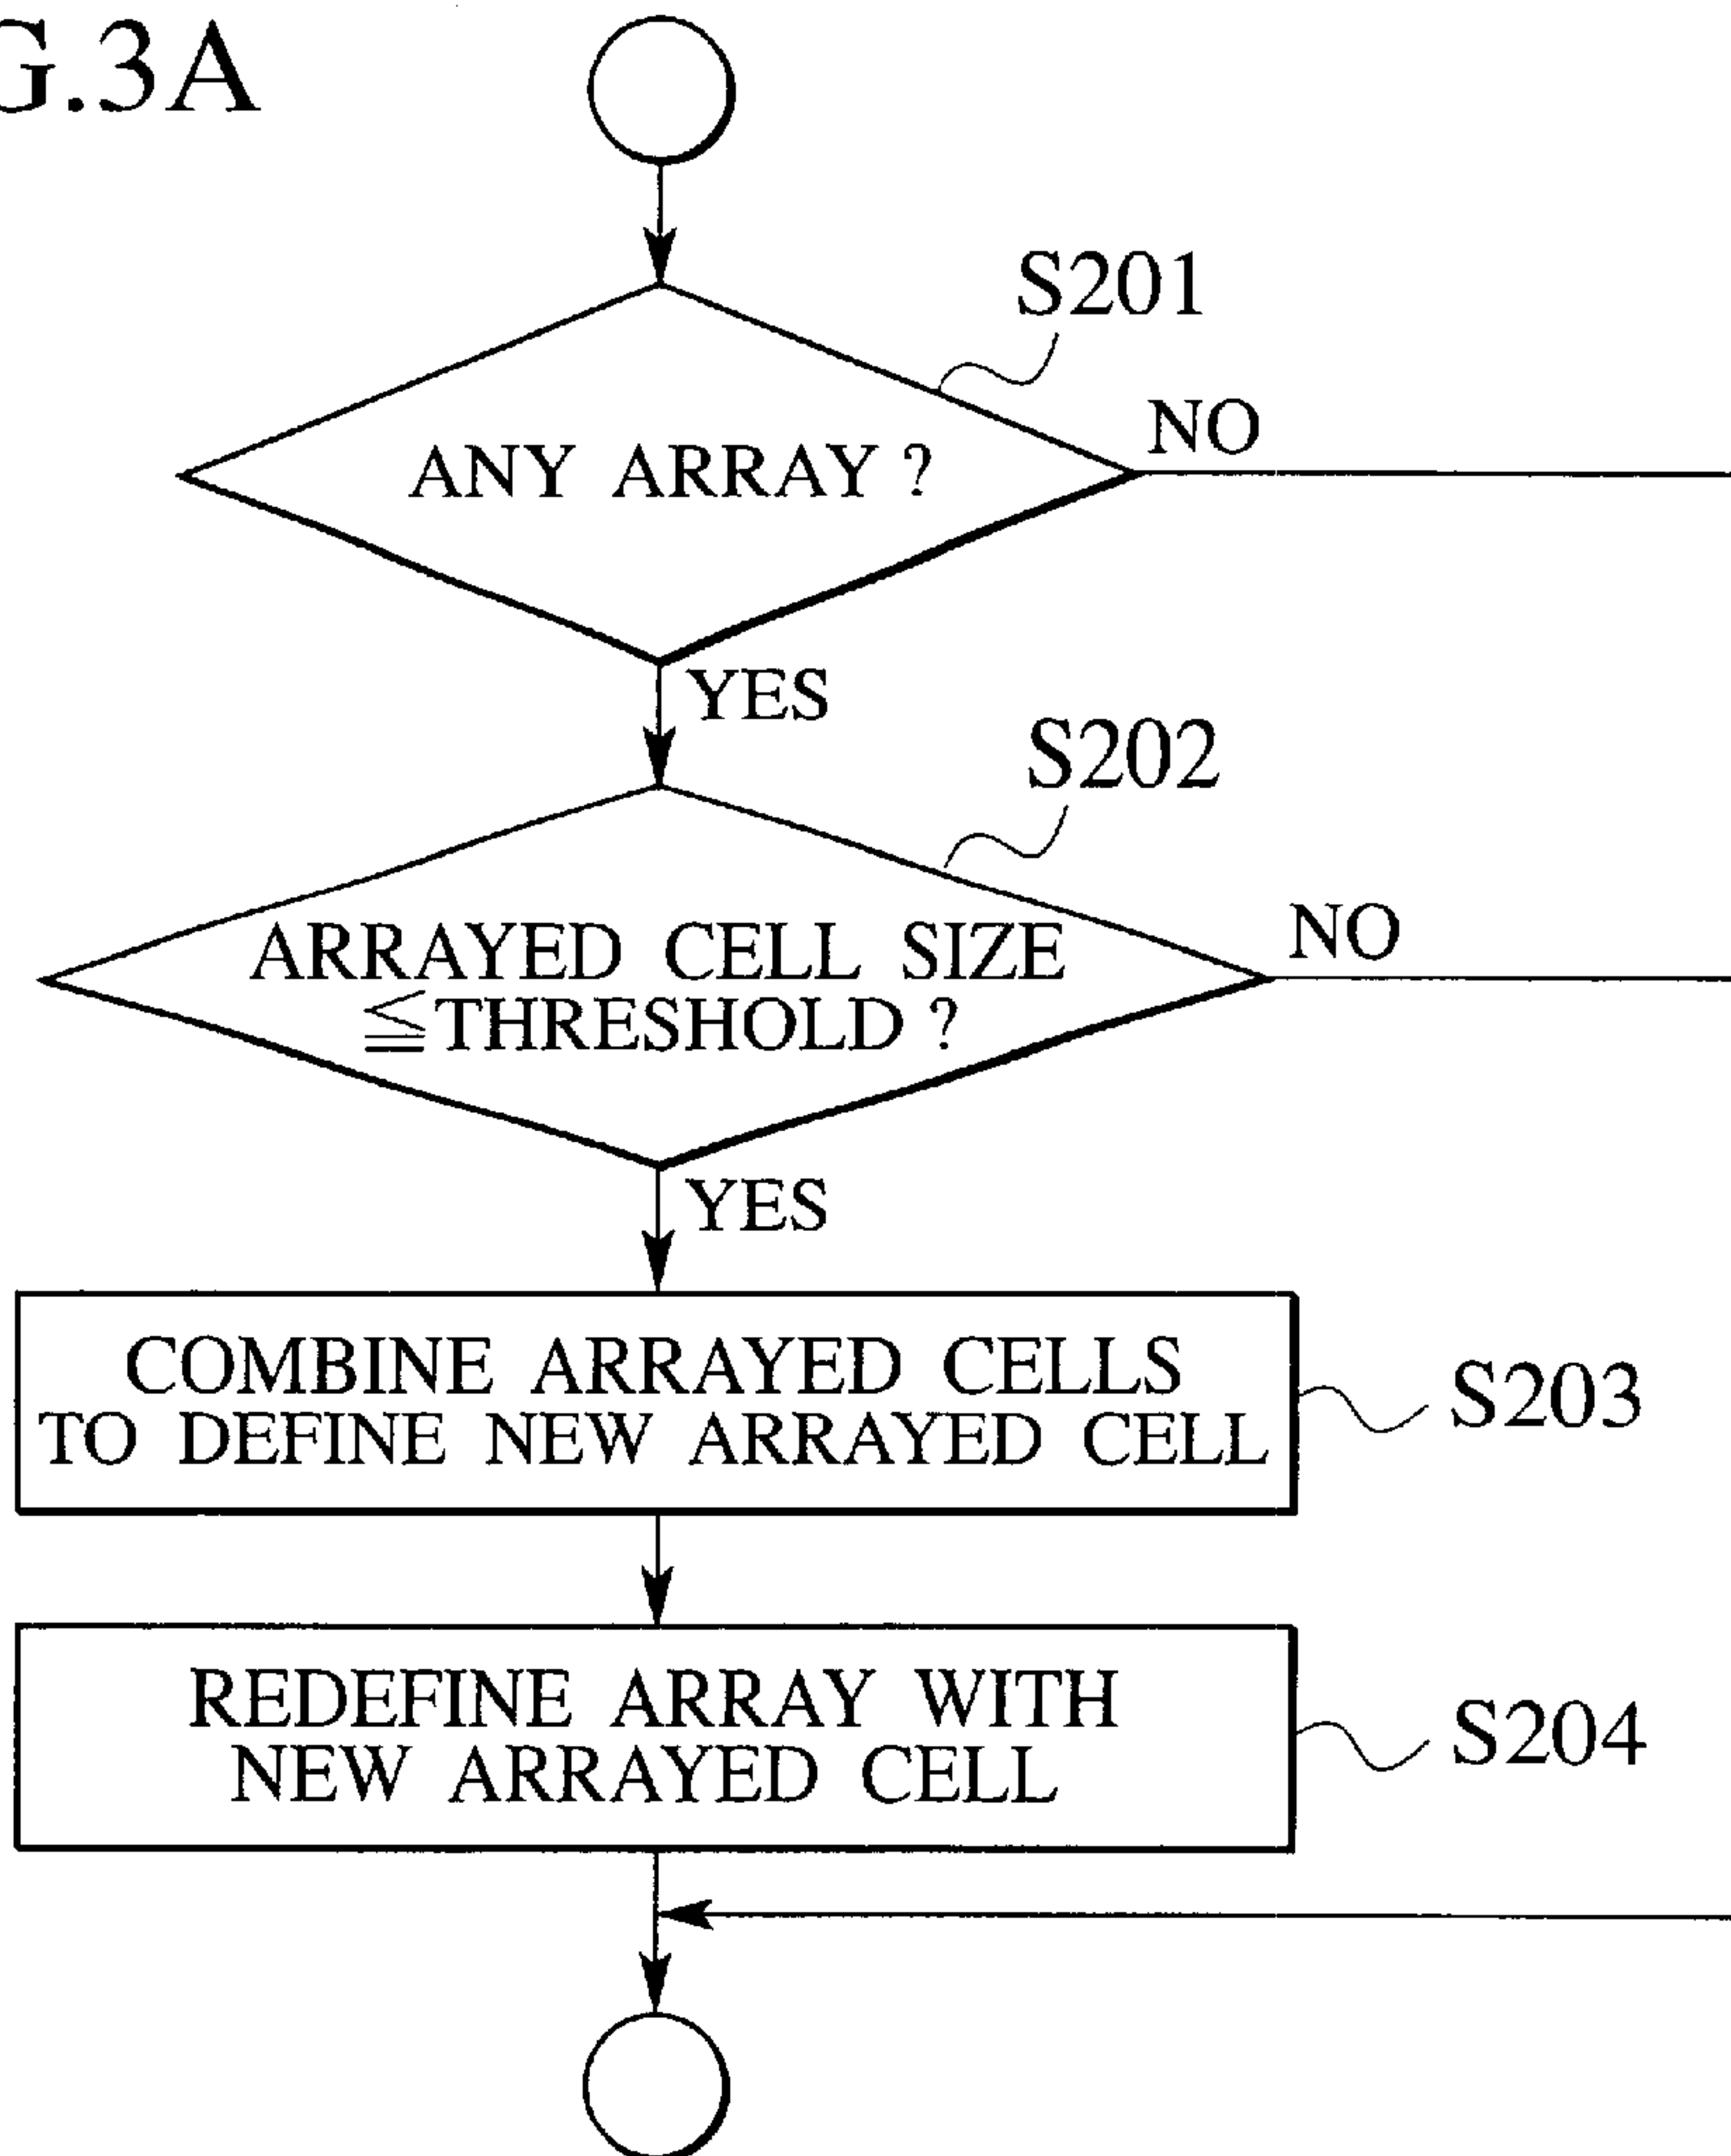 G.3A
S201
ANY ARRAY ?
NO
YES
S202
ARRAYED CELL SIZE
≦THRESHOLD ?
NO
YES
COMBINE ARRAYED CELLS
TO DEFINE NEW ARRAYED CELL
S203
REDEFINE ARRAY WITH
NEW ARRAYED CELL
S204